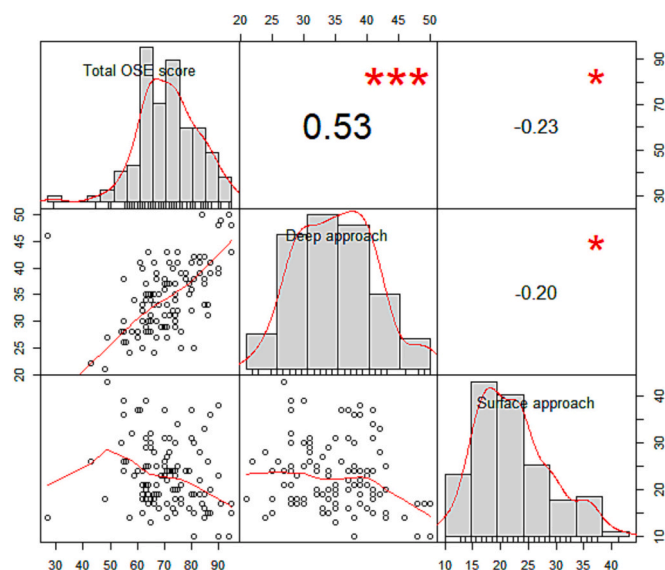 20 25 30 35 40 45 50
Total OSE score
***
0.53
*
-0.23
30 50 70 90
20 25 30 35 40 45 50
Deep approach
*
-0.20
Surface approach
10 20 30 40
30 40 50 60 70 80 90
10 15 20 25 30 35 40